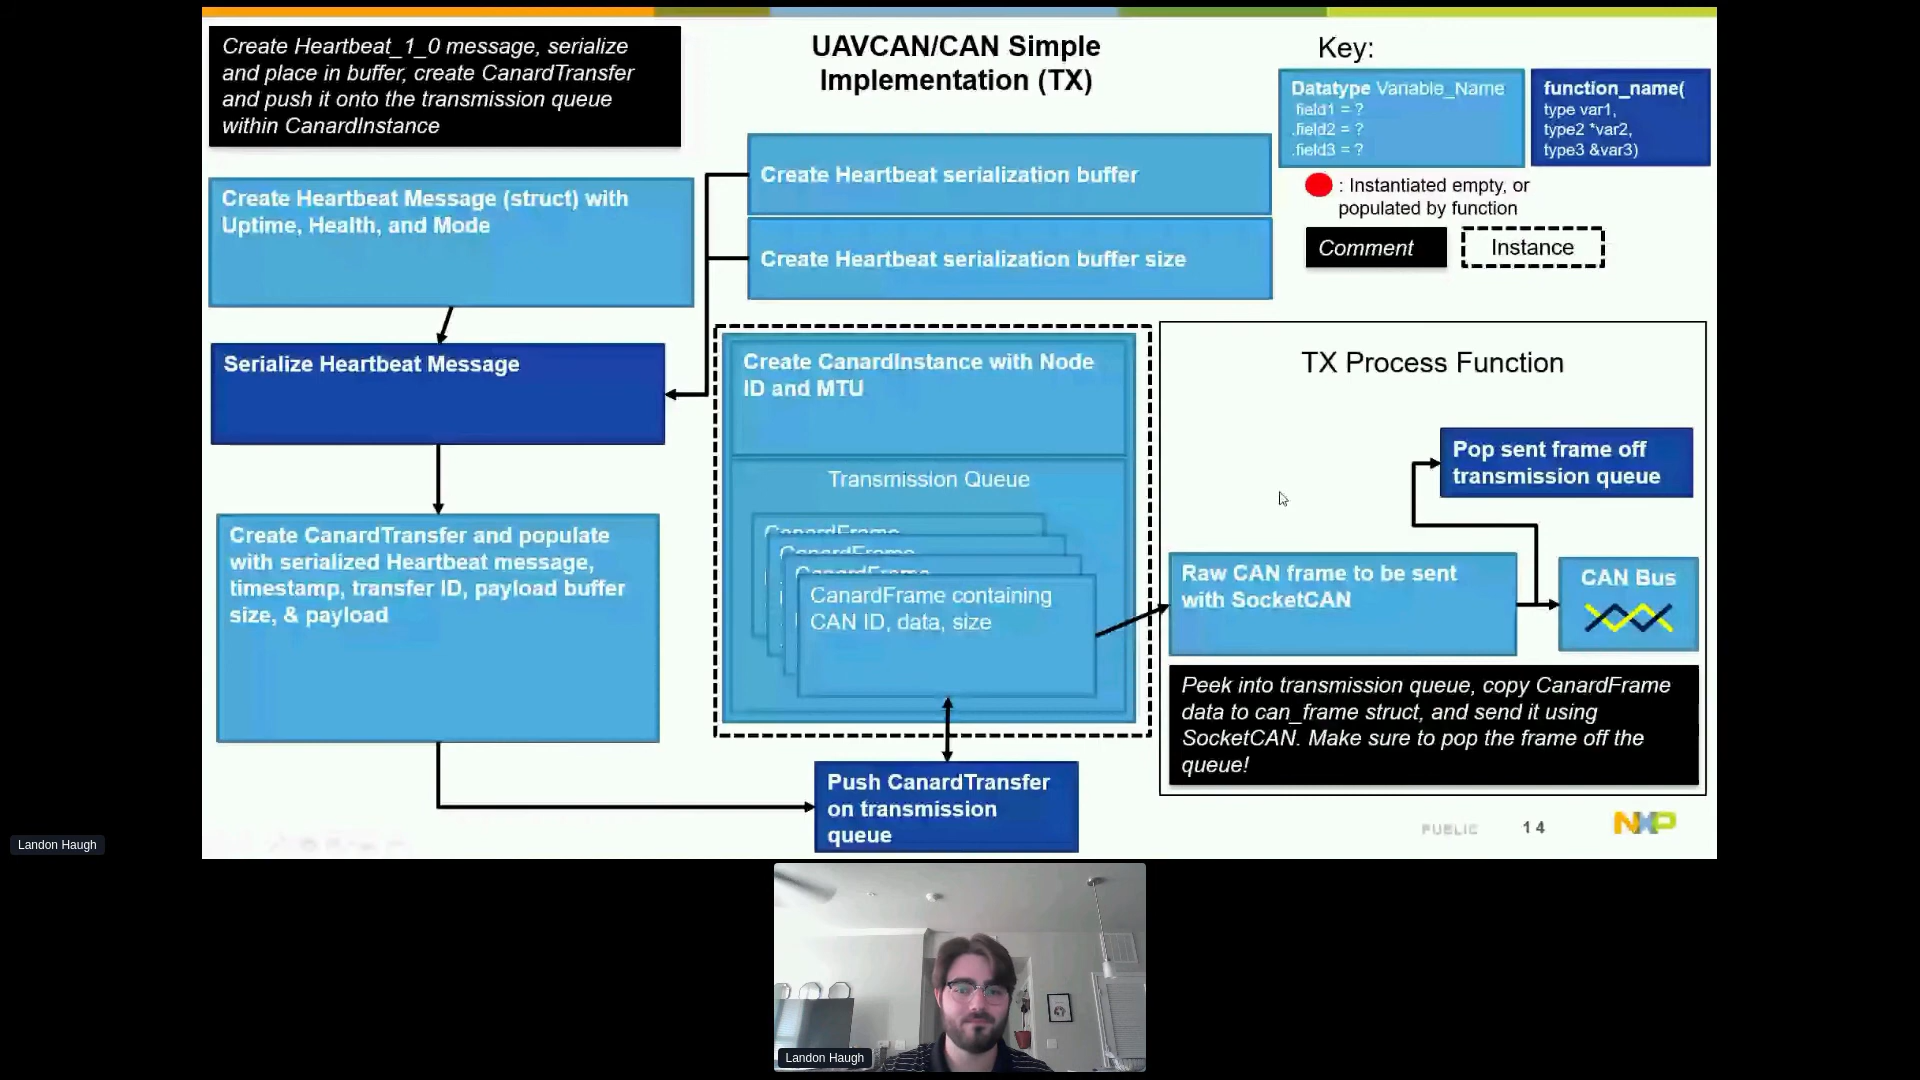 Create Heartbeat_1_0 message, serialize
and place in buffer, create CanardTransfer
and push it onto the transmission queue
within CanardInstance
UAVCAN/CAN Simple
Implementation (TX)
Key:
Datatype Variable_Name
.field1 = ?
.field2 = ?
.field3 = ?
function_name(
type var1,
type2 *var2,
type3 &var3)
: Instantiated empty, or
populated by function
Comment
Instance
Create Heartbeat Message (struct) with
Uptime, Health, and Mode
Create Heartbeat serialization buffer
Create Heartbeat serialization buffer size
Serialize Heartbeat Message
Create CanardInstance with Node
ID and MTU
Transmission Queue
CanardFrame
CanardFrame
CanardFrame
CanardFrame containing
CAN ID, data, size
Create CanardTransfer and populate
with serialized Heartbeat message,
timestamp, transfer ID, payload buffer
size, & payload
Push CanardTransfer
on transmission
queue
TX Process Function
Pop sent frame off
transmission queue
Raw CAN frame to be sent
with SocketCAN
CAN Bus
Peek into transmission queue, copy CanardFrame
data to can_frame struct, and send it using
SocketCAN. Make sure to pop the frame off the
queue!
PUBLIC
14
NXP
Landon Haugh
Landon Haugh